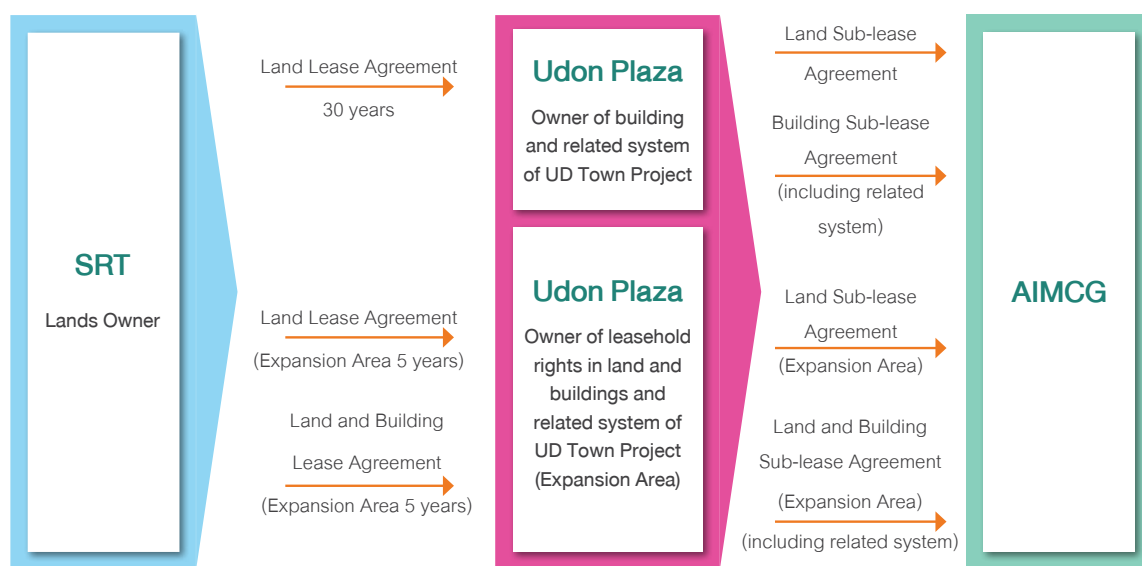 SRT
Lands Owner
Land Lease Agreement
30 years
Land Lease Agreement
(Expansion Area 5 years)
Land and Building
Lease Agreement
(Expansion Area 5 years)
Udon Plaza
Owner of building
and related system
of UD Town Project
Udon Plaza
Owner of leasehold
rights in land and
buildings and
related system of
UD Town Project
(Expansion Area)
Land Sub-lease
Agreement
Building Sub-lease
Agreement
(including related
system)
Land Sub-lease
Agreement
(Expansion Area)
Land and Building
Sub-lease Agreement
(Expansion Area)
(including related system)
AIMCG